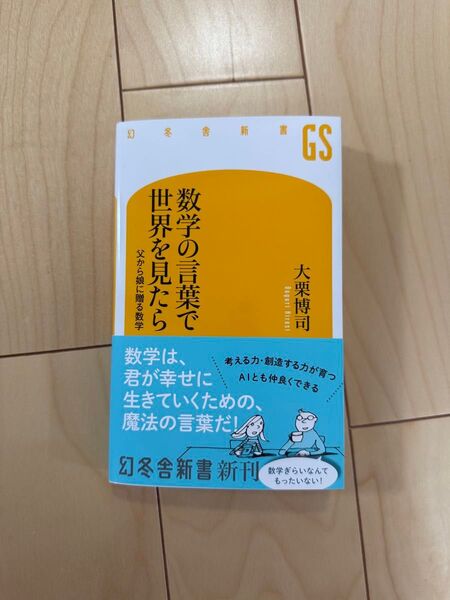 幻冬舎新書
GS
数学の言葉で
世界を見たら
父から娘に贈る数学
大栗博司
Ooguri Hirosi
数学は、
君が幸せに
生きていくための、
魔法の言葉だ!
考える力・創造する力が育つ
AIとも仲良くできる
幻冬舎新書 新刊
数学ぎらいなんて
もったいない!